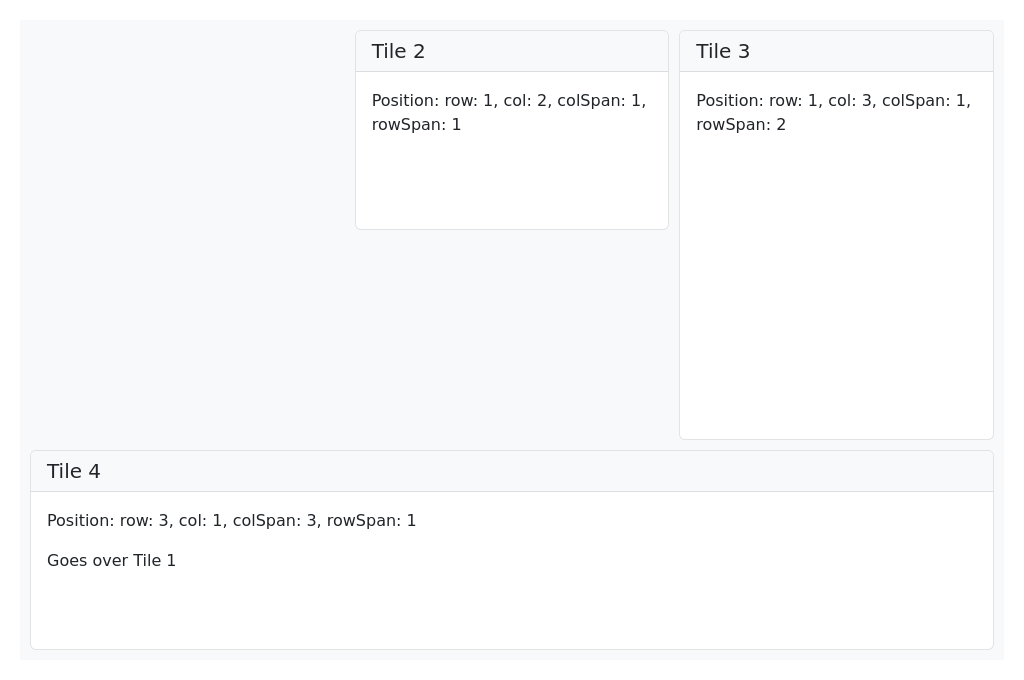 Tile 2
Position: row: 1, col: 2, colSpan: 1,
rowSpan: 1
Tile 3
Position: row: 1, col: 3, colSpan: 1,
rowSpan: 2
Tile 4
Position: row: 3, col: 1, colSpan: 3, rowSpan: 1
Goes over Tile 1